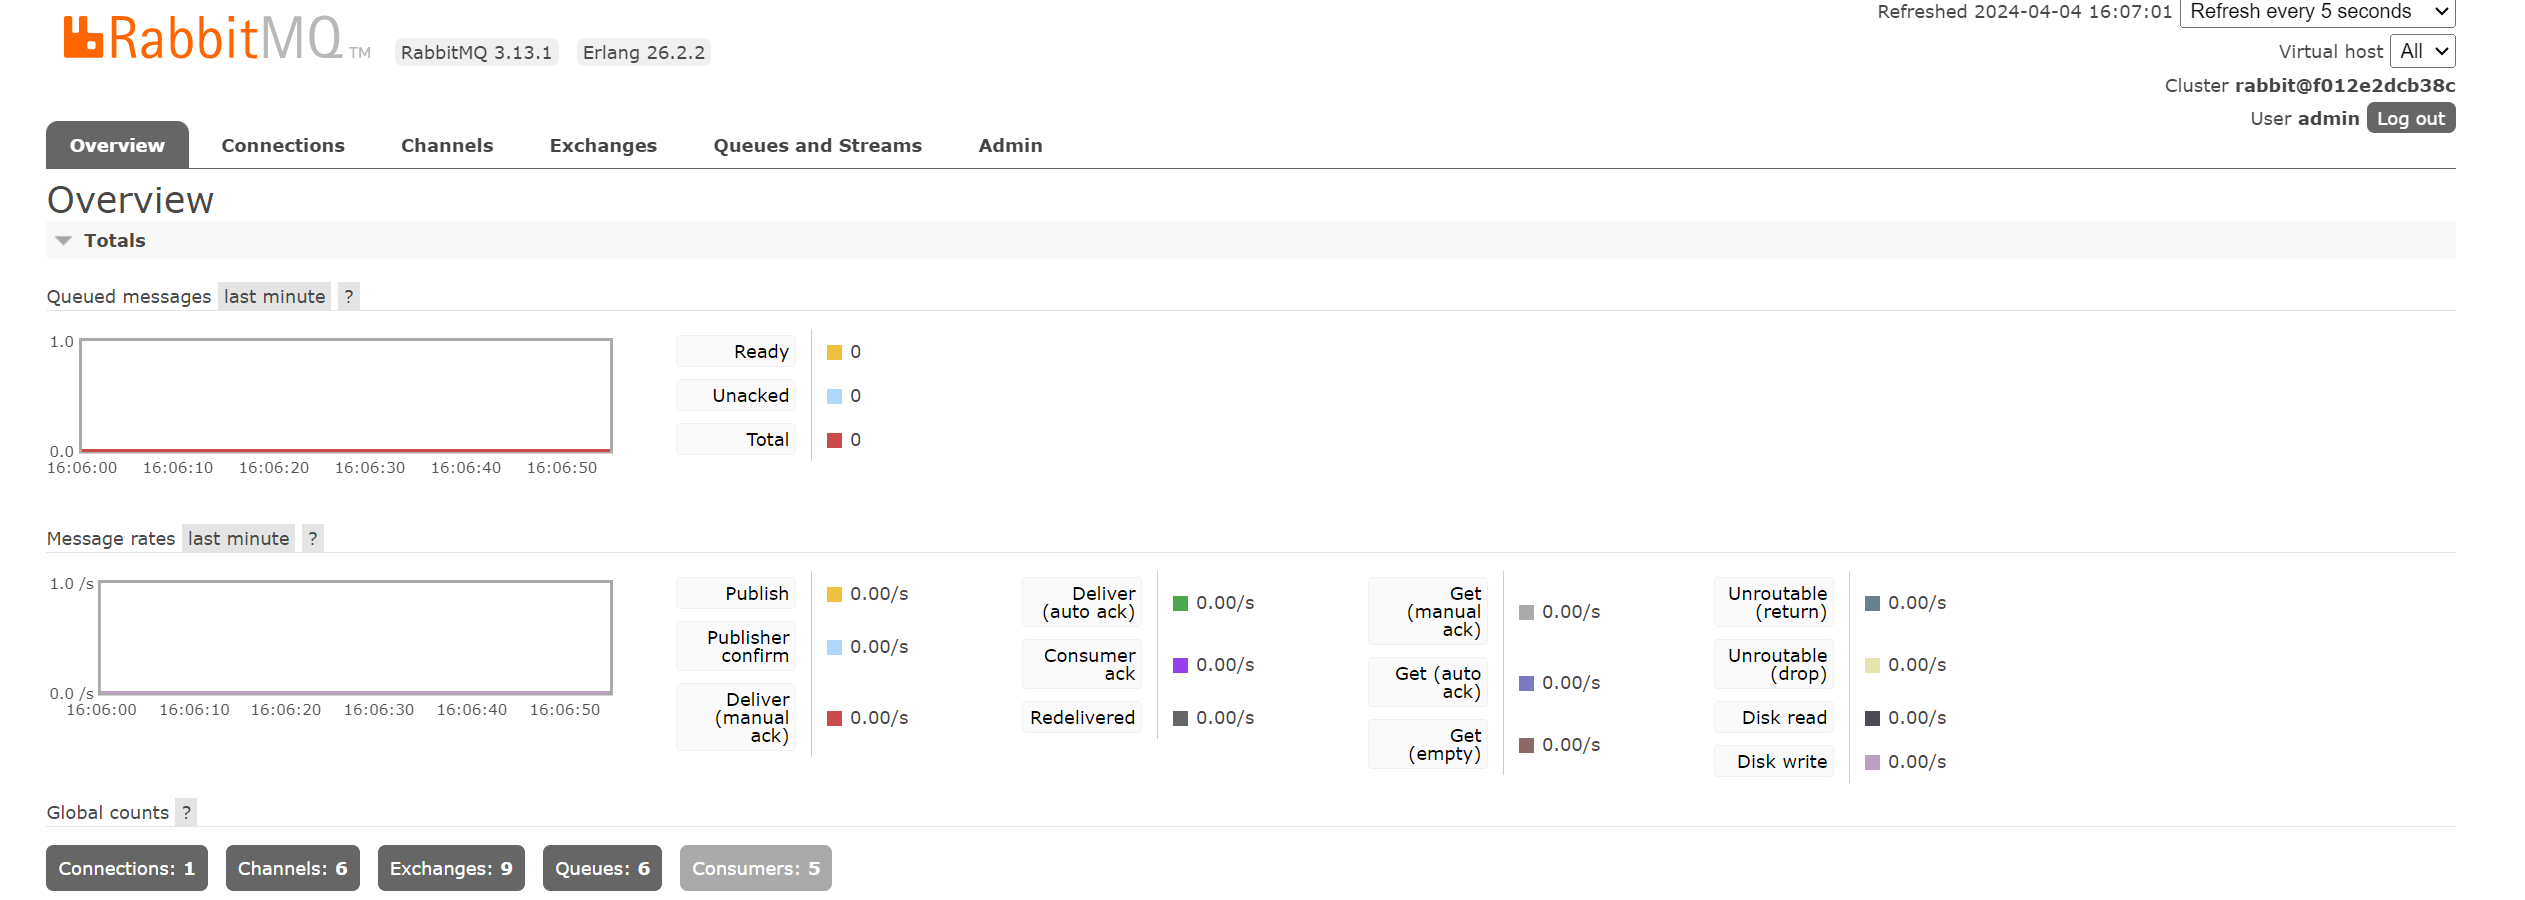 RabbitMQ TM RabbitMQ 3.13.1 Erlang 26.2.2
Refreshed 2024-04-04 16:07:01 Refresh every 5 seconds
Virtual host All
Cluster rabbit@f012e2dcb38c
User admin Log out
Overview Connections Channels Exchanges Queues and Streams Admin
Overview
Totals
Queued messages last minute ?
1.0
0.0
16:06:00 16:06:10 16:06:20 16:06:30 16:06:40 16:06:50
Ready 0
Unacked 0
Total 0
Message rates last minute ?
1.0 /s
0.0 /s
16:06:00 16:06:10 16:06:20 16:06:30 16:06:40 16:06:50
Publish 0.00/s
Publisher
confirm 0.00/s
Deliver
(manual 0.00/s
ack)
Deliver
(auto ack) 0.00/s
Consumer
ack 0.00/s
Redelivered 0.00/s
Get
(manual 0.00/s
ack)
Get (auto
ack) 0.00/s
Get
(empty) 0.00/s
Unroutable
(return) 0.00/s
Unroutable
(drop) 0.00/s
Disk read 0.00/s
Disk write 0.00/s
Global counts ?
Connections: 1 Channels: 6 Exchanges: 9 Queues: 6 Consumers: 5